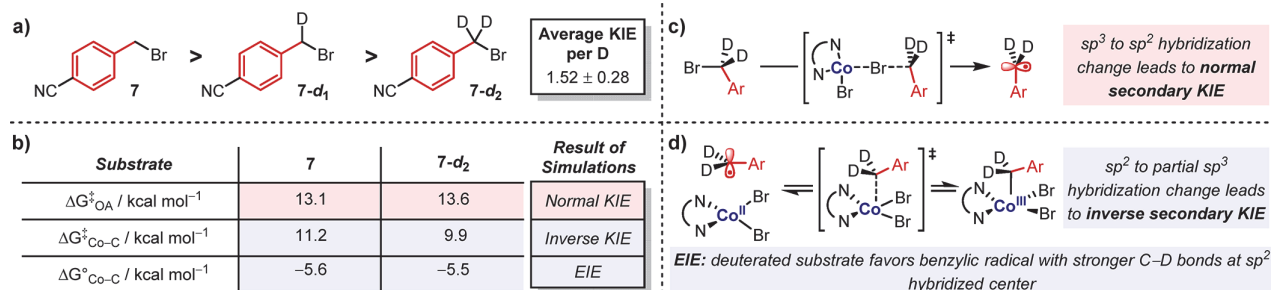 a)
D
Br
NC
7
>
D
Br
NC
7-d₁
>
D D
Br
NC
7-d₂
Average KIE
per D
1.52 ± 0.28
b)
Substrate
7
7-d₂
Result of
Simulations
ΔG‡OA / kcal mol⁻¹
13.1
13.6
Normal KIE
ΔG‡Co–C / kcal mol⁻¹
11.2
9.9
Inverse KIE
ΔG°Co–C / kcal mol⁻¹
−5.6
−5.5
EIE
c)
D
Br
D
Ar
N
N
Co
Br
Br
D
D
Ar
‡
D
D
Ar
sp³ to sp² hybridization
change leads to normal
secondary KIE
d)
D
D
Ar
N
N
Coᴵᴵ
Br
Br
D
D
Ar
N
N
Co
Br
Br
‡
D
D
Ar
N
N
Coᴵᴵᴵ
Br
Br
sp² to partial sp³
hybridization change leads
to inverse secondary KIE
EIE: deuterated substrate favors benzylic radical with stronger C–D bonds at sp²
hybridized center